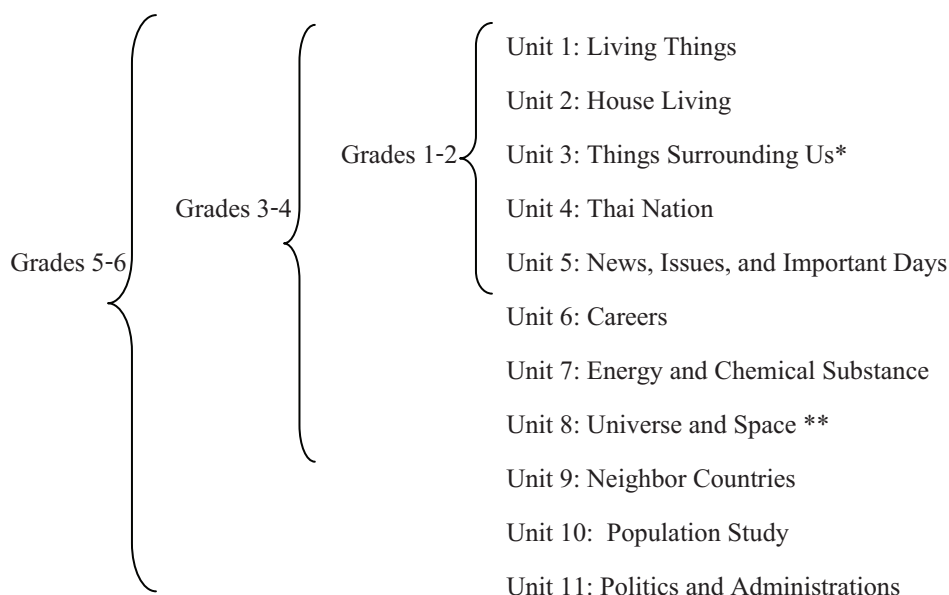 Unit 1: Living Things
Unit 2: House Living
Grades 1-2
Unit 3: Things Surrounding Us*
Grades 3-4
Unit 4: Thai Nation
Grades 5-6
Unit 5: News, Issues, and Important Days
Unit 6: Careers
Unit 7: Energy and Chemical Substance
Unit 8: Universe and Space **
Unit 9: Neighbor Countries
Unit 10: Population Study
Unit 11: Politics and Administrations